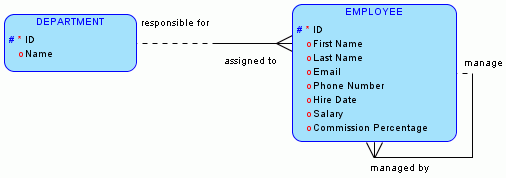 DEPARTMENT
# * ID
o Name
responsible for
assigned to
EMPLOYEE
# * ID
o First Name
o Last Name
o Email
o Phone Number
o Hire Date
o Salary
o Commission Percentage
manage
managed by